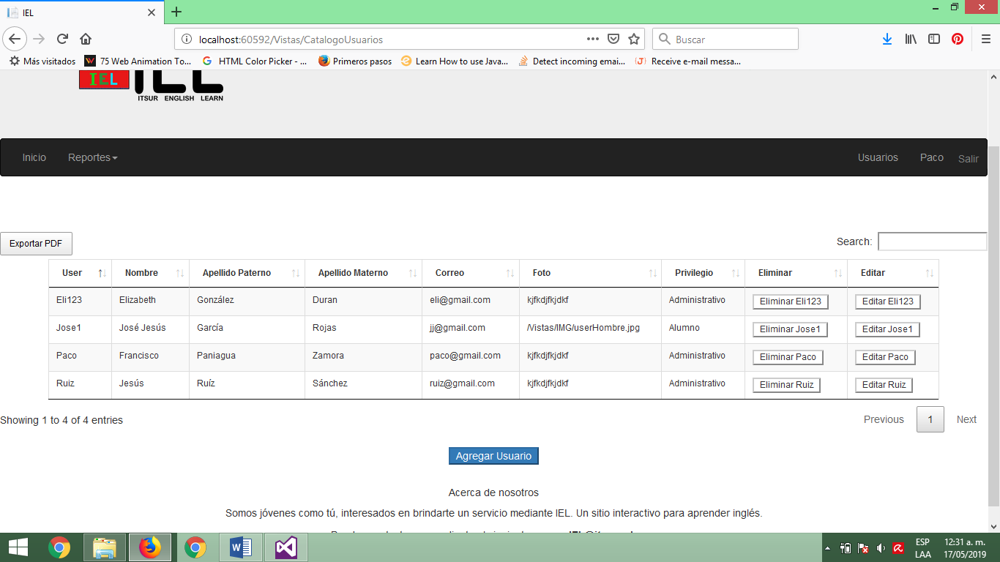 IEL
localhost:60592/Vistas/CatalogoUsuarios
Buscar
Más visitados
75 Web Animation To...
HTML Color Picker - ...
Primeros pasos
Learn How to use Java...
Detect incoming emai...
Receive e-mail messa...
IEL
IEL
ITSUR ENGLISH LEARN
Inicio
Reportes
Usuarios
Paco
Salir
Exportar PDF
Search:
User Nombre Apellido Paterno Apellido Materno Correo Foto Privilegio Eliminar Editar
Eli123 Elizabeth González Duran eli@gmail.com kjfkdjfkjdkf Administrativo Eliminar Eli123 Editar Eli123
Jose1 José Jesús García Rojas jj@gmail.com /Vistas/IMG/userHombre.jpg Alumno Eliminar Jose1 Editar Jose1
Paco Francisco Paniagua Zamora paco@gmail.com kjfkdjfkjdkf Administrativo Eliminar Paco Editar Paco
Ruiz Jesús Ruíz Sánchez ruiz@gmail.com kjfkdjfkjdkf Administrativo Eliminar Ruiz Editar Ruiz
Showing 1 to 4 of 4 entries
Previous 1 Next
Agregar Usuario
Acerca de nosotros
Somos jóvenes como tú, interesados en brindarte un servicio mediante IEL. Un sitio interactivo para aprender inglés.
ESP 12:31 a. m.
LAA 17/05/2019